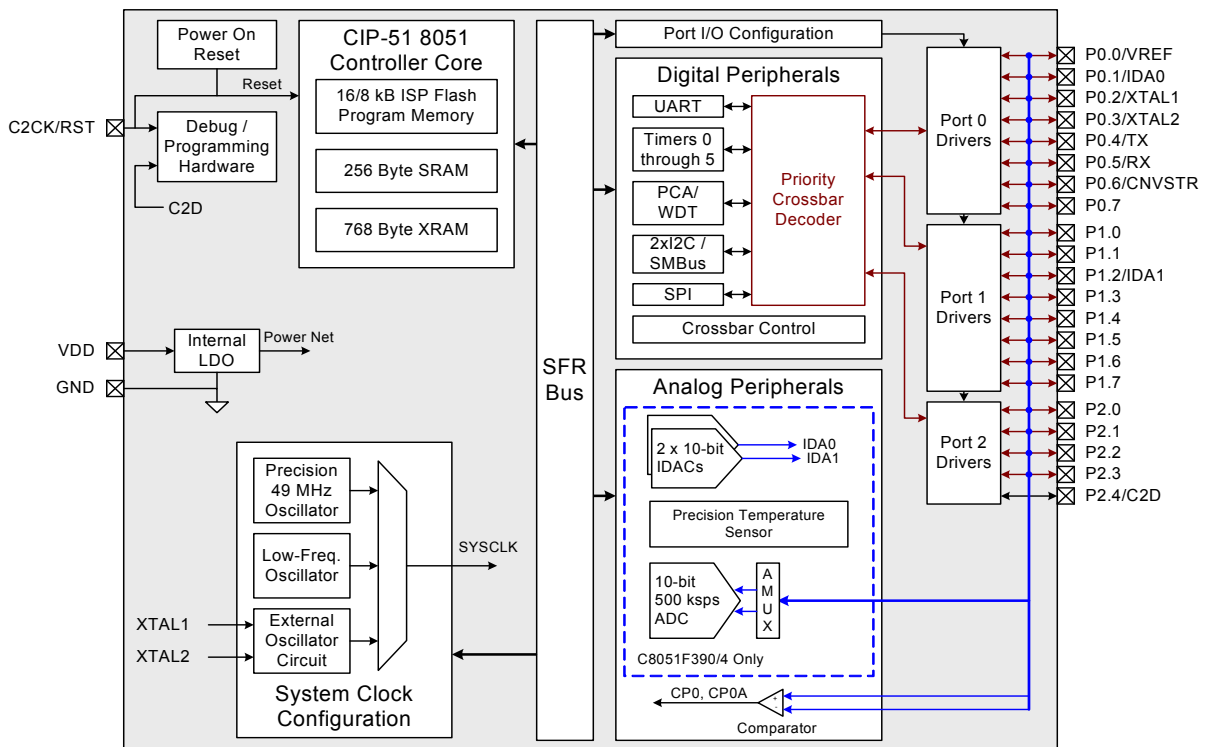 Power On
Reset
Reset
C2CK/RST
Debug /
Programming
Hardware
C2D
CIP-51 8051
Controller Core
16/8 kB ISP Flash
Program Memory
256 Byte SRAM
768 Byte XRAM
VDD
GND
Internal
LDO
Power Net
Precision
49 MHz
Oscillator
Low-Freq.
Oscillator
External
Oscillator
Circuit
XTAL1
XTAL2
SYSCLK
System Clock
Configuration
SFR
Bus
Port I/O Configuration
Digital Peripherals
UART
Timers 0
through 5
PCA/
WDT
2xI2C /
SMBus
SPI
Priority
Crossbar
Decoder
Crossbar Control
Analog Peripherals
2 x 10-bit
IDACs
IDA0
IDA1
Precision Temperature
Sensor
10-bit
500 ksps
ADC
A
M
U
X
C8051F390/4 Only
CP0, CP0A
+
-
Comparator
Port 0
Drivers
Port 1
Drivers
Port 2
Drivers
P0.0/VREF
P0.1/IDA0
P0.2/XTAL1
P0.3/XTAL2
P0.4/TX
P0.5/RX
P0.6/CNVSTR
P0.7
P1.0
P1.1
P1.2/IDA1
P1.3
P1.4
P1.5
P1.6
P1.7
P2.0
P2.1
P2.2
P2.3
P2.4/C2D